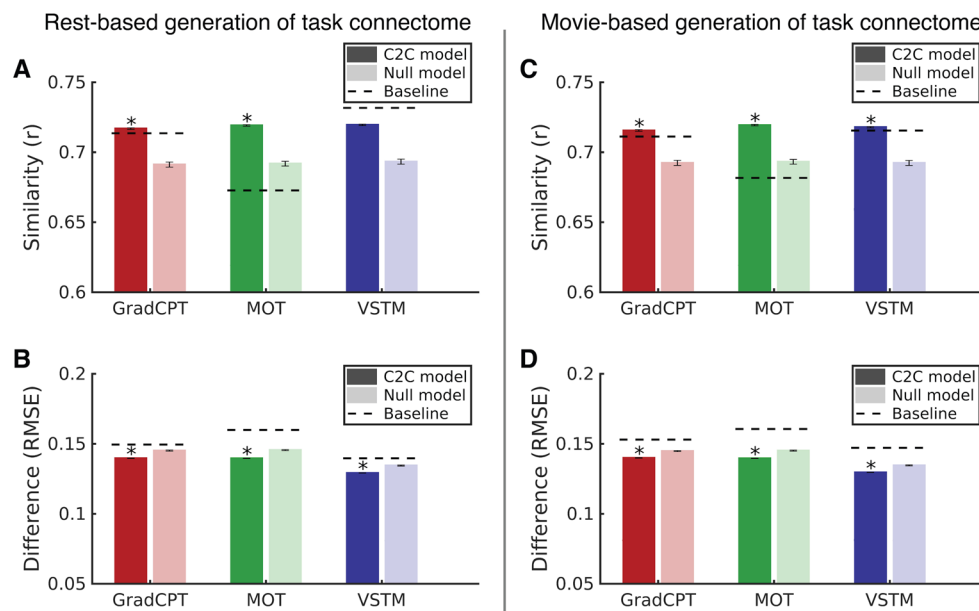 Rest-based generation of task connectome
A
C2C model
Null model
Baseline
0.75
0.7
0.65
0.6
Similarity (r)
*
*
GradCPT
MOT
VSTM
B
C2C model
Null model
Baseline
0.2
0.15
0.1
0.05
Difference (RMSE)
*
*
*
GradCPT
MOT
VSTM
Movie-based generation of task connectome
C
C2C model
Null model
Baseline
0.75
0.7
0.65
0.6
Similarity (r)
*
*
*
GradCPT
MOT
VSTM
D
C2C model
Null model
Baseline
0.2
0.15
0.1
0.05
Difference (RMSE)
*
*
*
GradCPT
MOT
VSTM